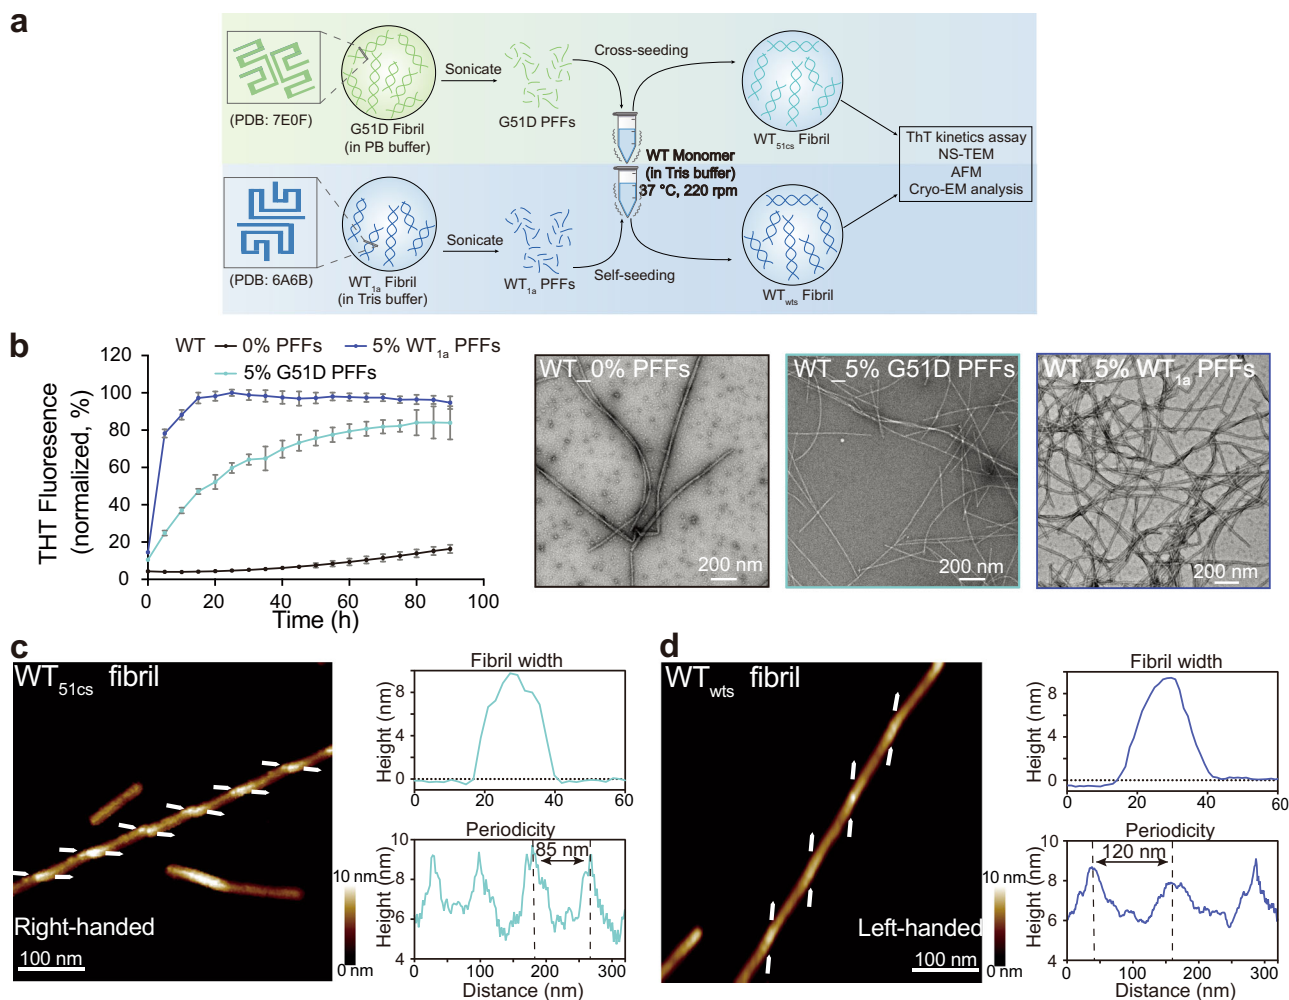 a
(PDB: 7E0F)
G51D Fibril
(in PB buffer)
Sonicate
G51D PFFs
Cross-seeding
WT51cs Fibril
WT Monomer
(in Tris buffer)
37 °C, 220 rpm
ThT kinetics assay
NS-TEM
AFM
Cryo-EM analysis
(PDB: 6A6B)
WT1a Fibril
(in Tris buffer)
Sonicate
WT1a PFFs
Self-seeding
WTwts Fibril
b
WT 0% PFFs 5% WT1a PFFs
5% G51D PFFs
THT Fluoresence
(normalized, %)
120
100
80
60
40
20
0
0 20 40 60 80 100
Time (h)
WT_0% PFFs
200 nm
WT_5% G51D PFFs
200 nm
WT_5% WT1a PFFs
200 nm
c
WT51cs fibril
Right-handed
100 nm
10 nm
0 nm
Fibril width
Height (nm)
8
4
0
0 20 40 60
Periodicity
85 nm
Height (nm)
10
8
6
4
0 100 200 300
Distance (nm)
d
WTwts fibril
Left-handed
100 nm
10 nm
0 nm
Fibril width
Height (nm)
8
4
0
0 20 40 60
Periodicity
120 nm
Height (nm)
10
8
6
4
0 100 200 300
Distance (nm)